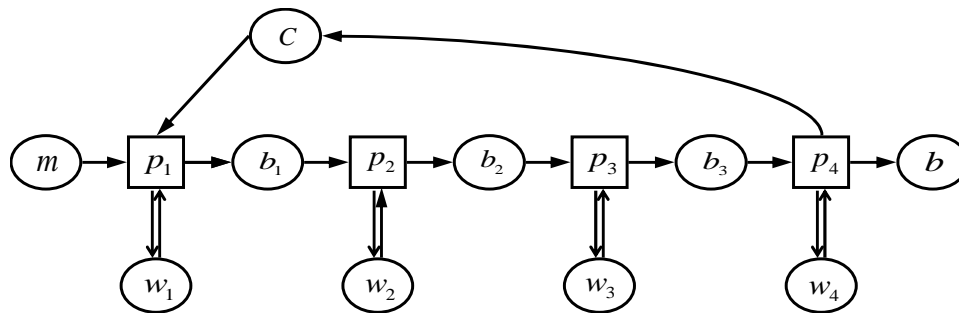 C
m p₁ b₁ p₂ b₂ p₃ b₃ p₄ b
w₁ w₂ w₃ w₄